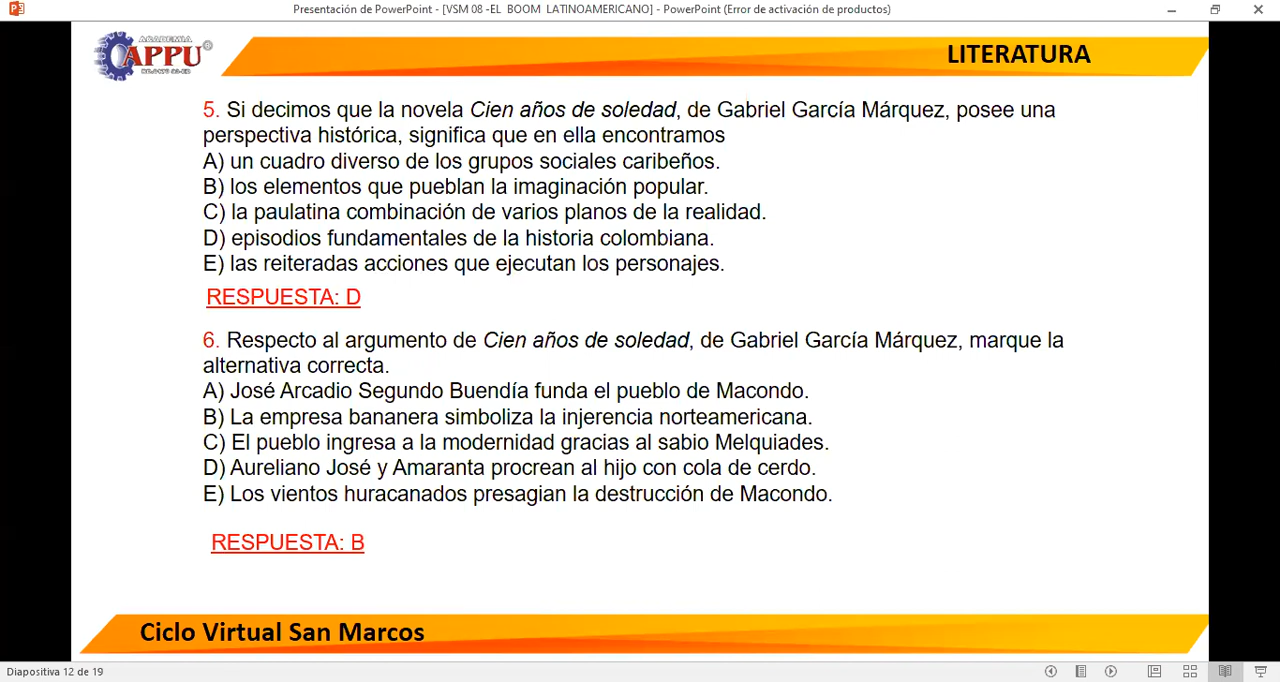 Presentación de PowerPoint - [VSM 08 -EL BOOM LATINOAMERICANO] - PowerPoint (Error de activación de productos)
ACADEMIA
APPU
LITERATURA
5. Si decimos que la novela Cien años de soledad, de Gabriel García Márquez, posee una
perspectiva histórica, significa que en ella encontramos
A) un cuadro diverso de los grupos sociales caribeños.
B) los elementos que pueblan la imaginación popular.
C) la paulatina combinación de varios planos de la realidad.
D) episodios fundamentales de la historia colombiana.
E) las reiteradas acciones que ejecutan los personajes.
RESPUESTA: D
6. Respecto al argumento de Cien años de soledad, de Gabriel García Márquez, marque la
alternativa correcta.
A) José Arcadio Segundo Buendía funda el pueblo de Macondo.
B) La empresa bananera simboliza la injerencia norteamericana.
C) El pueblo ingresa a la modernidad gracias al sabio Melquiades.
D) Aureliano José y Amaranta procrean al hijo con cola de cerdo.
E) Los vientos huracanados presagian la destrucción de Macondo.
RESPUESTA: B
Ciclo Virtual San Marcos
Diapositiva 12 de 19